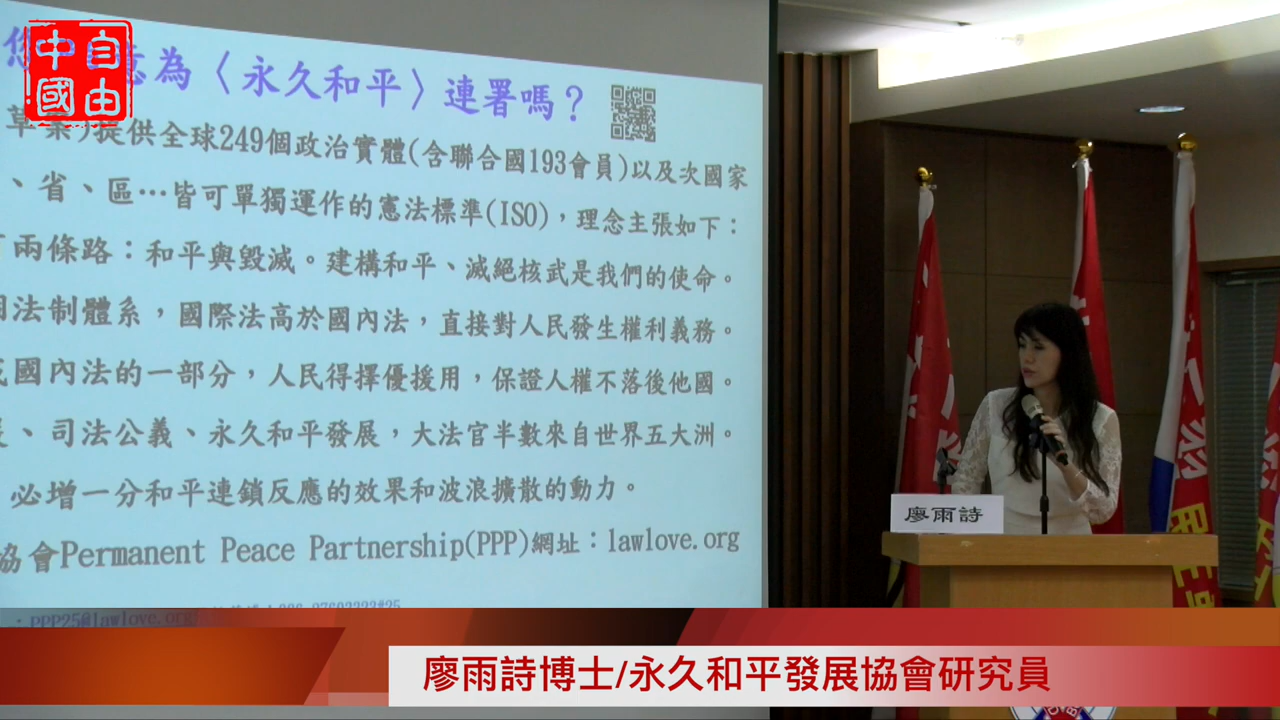 自由
中國
為〈永久和平〉連署嗎？
草案)提供全球249個政治實體(含聯合國193會員)以及次國家
、省、區…皆可單獨運作的憲法標準(ISO)，理念主張如下：
兩條路：和平與毀滅。建構和平、滅絕核武是我們的使命。
法制體系，國際法高於國內法，直接對人民發生權利義務。
國內法的一部分，人民得擇優援用，保證人權不落後他國。
、司法公義、永久和平發展，大法官半數來自世界五大洲。
必增一分和平連鎖反應的效果和波浪擴散的動力。
協會Permanent Peace Partnership(PPP)網址：lawlove.org
PPP25@lawlove.org
廖雨詩
廖雨詩博士/永久和平發展協會研究員